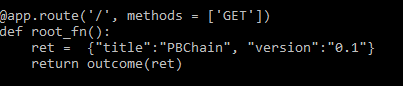 @app.route('/', methods = ['GET'])
def root_fn():
    ret =  {"title":"PBChain", "version":"0.1"}
    return outcome(ret)